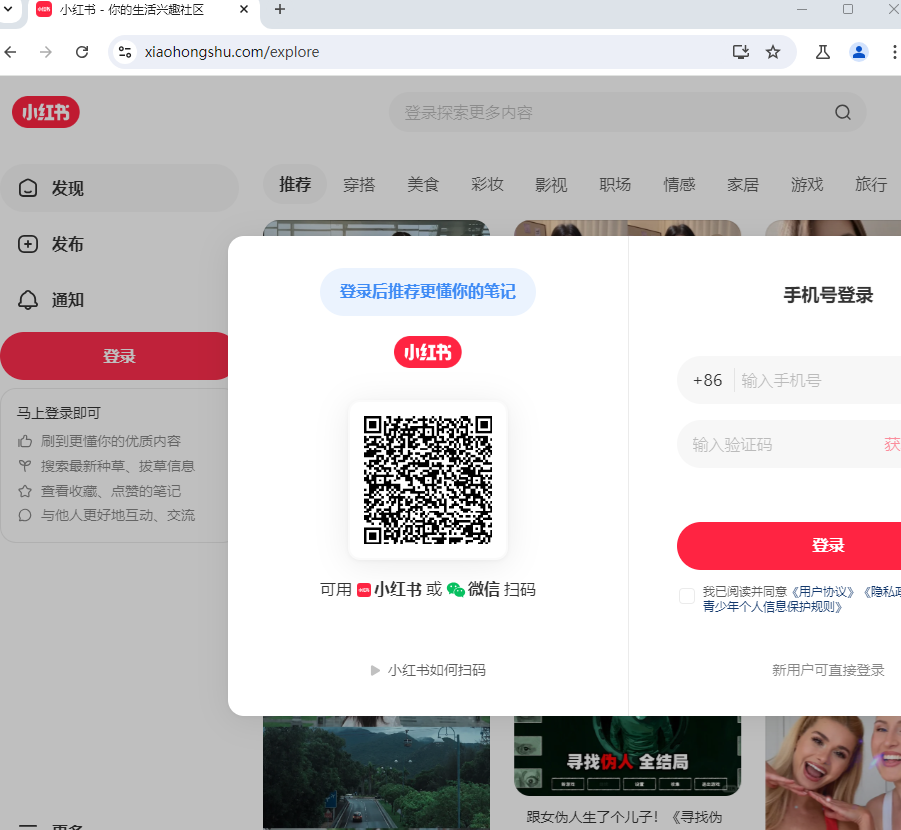 小红书 - 你的生活兴趣社区
xiaohongshu.com/explore
小红书
登录探索更多内容
发现
发布
通知
登录
马上登录即可
刷到更懂你的优质内容
搜索最新种草、拔草信息
查看收藏、点赞的笔记
与他人更好地互动、交流
推荐 穿搭 美食 彩妆 影视 职场 情感 家居 游戏 旅行
登录后推荐更懂你的笔记
小红书
可用 小红书 或 微信 扫码
小红书如何扫码
手机号登录
+86 输入手机号
输入验证码 获
登录
我已阅读并同意《用户协议》《隐私政
青少年个人信息保护规则》
新用户可直接登录
寻找伪人 全结局
跟女伪人生了个儿子！《寻找伪
更多